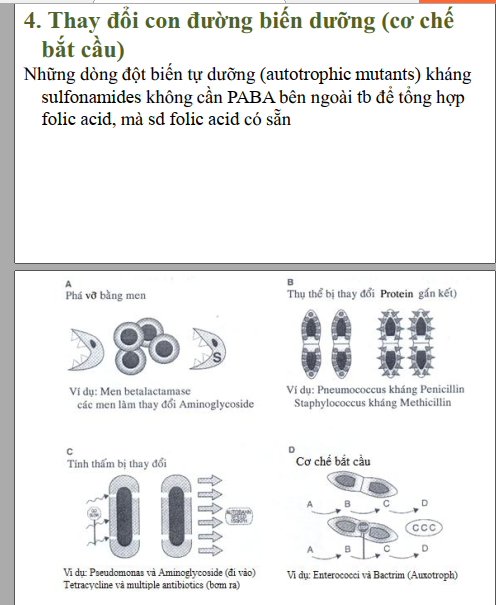 4. Thay đổi con đường biến dưỡng (cơ chế
bắt cầu)
Những dòng đột biến tự dưỡng (autotrophic mutants) kháng
sulfonamides không cần PABA bên ngoài tb để tổng hợp
folic acid, mà sd folic acid có sẵn
A
Phá vỡ bằng men
S
Ví dụ: Men betalactamase
các men làm thay đổi Aminoglycoside
B
Thụ thể bị thay đổi Protein gắn kết)
Ví dụ: Pneumococcus kháng Penicillin
Staphylococcus kháng Methicillin
C
Tính thấm bị thay đổi
Ví dụ: Pseudomonas và Aminoglycoside (đi vào)
Tetracycline và multiple antibiotics (bơm ra)
D
Cơ chế bắt cầu
A B C D
CCC
A B C D
Ví dụ: Enterococci và Bactrim (Auxotroph)